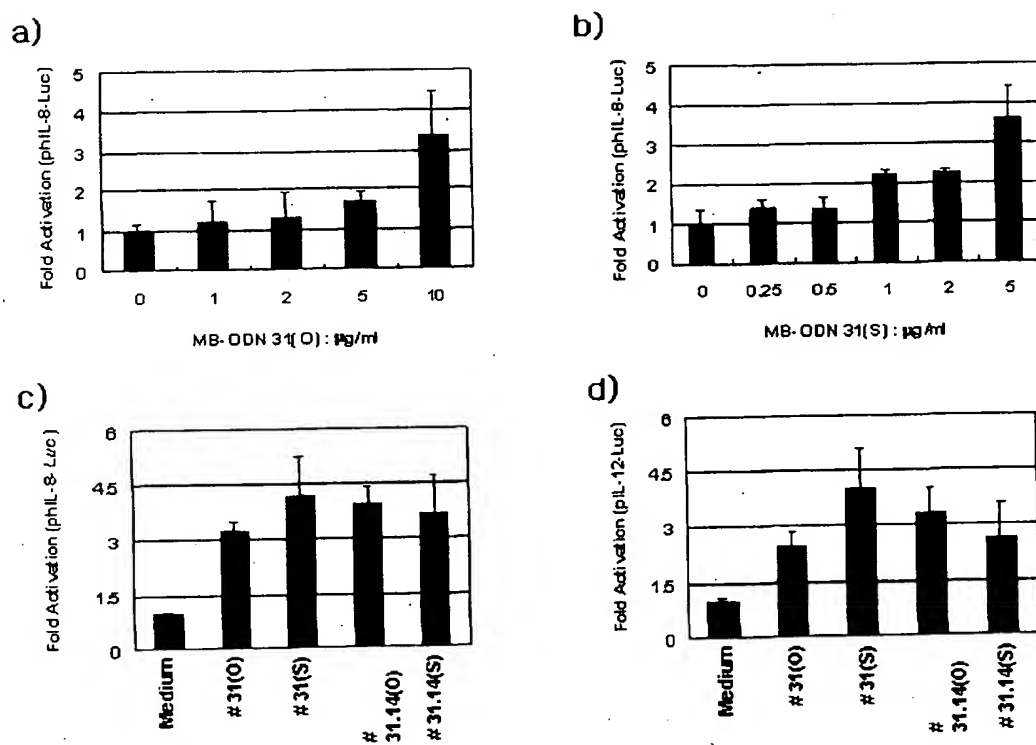 a)
Fold Activation (phIL-8-Luc)
5
4
3
2
1
0
0 1 2 5 10
MB-ODN 31(O) : µg/ml
b)
Fold Activation (phIL-8-Luc)
5
4
3
2
1
0
0 0.25 0.5 1 2 5
MB-ODN 31(S) : µg/ml
c)
Fold Activation (phIL-8-Luc)
6
4.5
3
1.5
0
Medium
#31(O)
#31(S)
#
31.14(O)
#31.14(S)
d)
Fold Activation (pIL-12-Luc)
6
4.5
3
1.5
0
Medium
#31(O)
#31(S)
#
31.14(O)
#31.14(S)